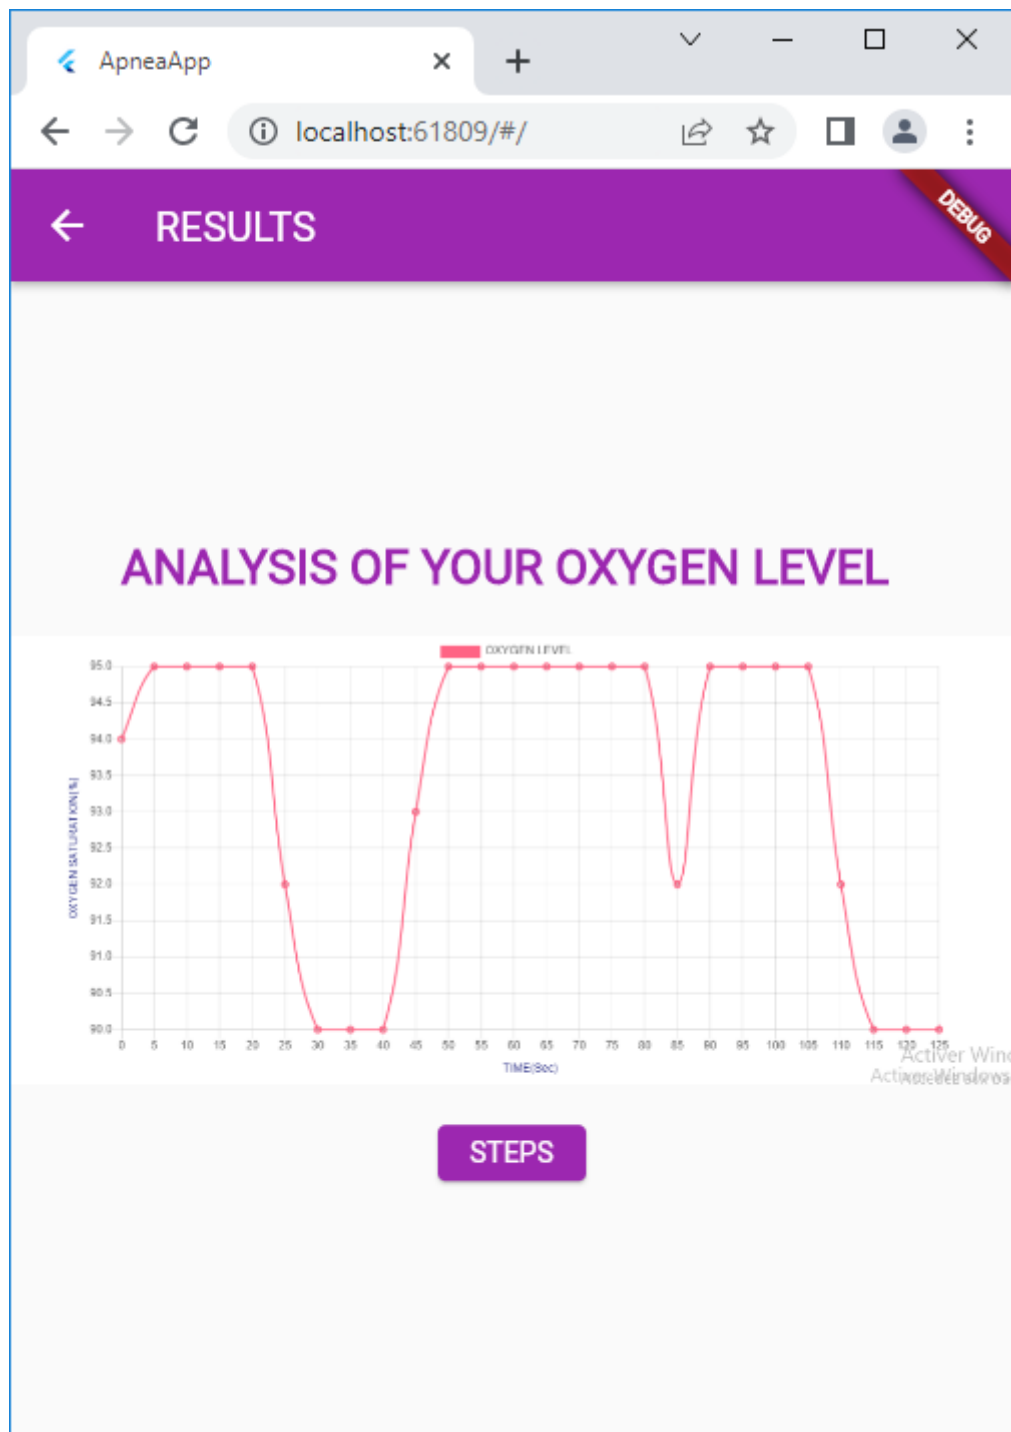 ApneaApp
localhost:61809/#/
RESULTS
DEBUG
ANALYSIS OF YOUR OXYGEN LEVEL
OXYGEN LEVEL
95.0
94.5
94.0
93.5
93.0
92.5
92.0
91.5
91.0
90.5
90.0
OXYGEN SATURATION(%)
0 5 10 15 20 25 30 35 40 45 50 55 60 65 70 75 80 85 90 95 100 105 110 115 120 125
TIME(Sec)
Activer Wind
STEPS